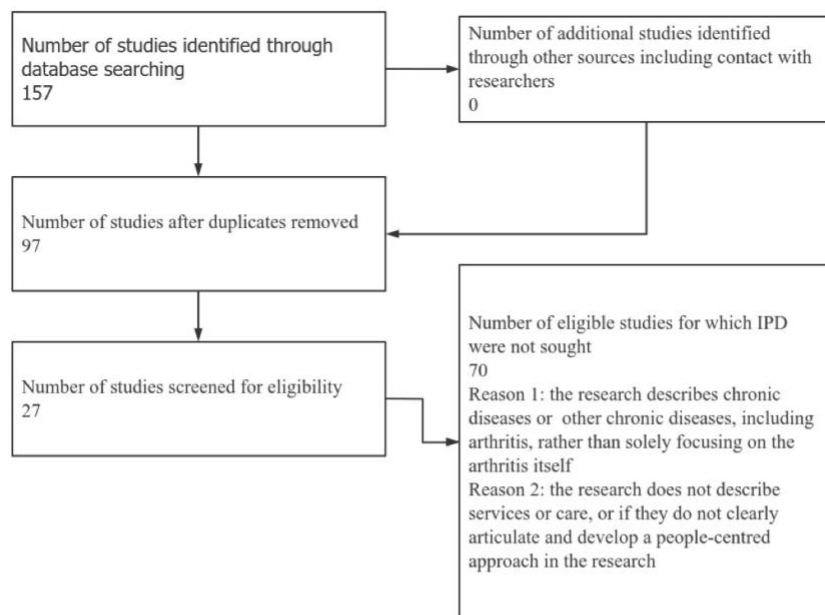 Number of studies identified through
database searching
157
Number of additional studies identified
through other sources including contact with
researchers
0
Number of studies after duplicates removed
97
Number of studies screened for eligibility
27
Number of eligible studies for which IPD
were not sought
70
Reason 1: the research describes chronic
diseases or other chronic diseases, including
arthritis, rather than solely focusing on the
arthritis itself
Reason 2: the research does not describe
services or care, or if they do not clearly
articulate and develop a people-centred
approach in the research